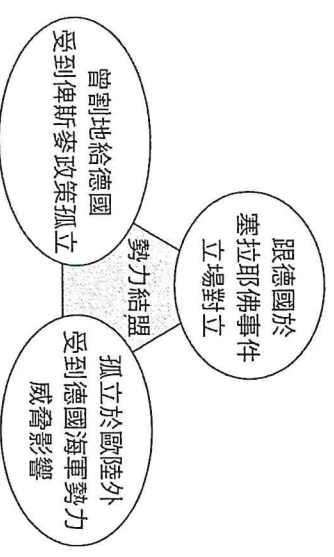 跟德國於
塞拉耶佛事件
立場對立
勢力結盟
曾割地給德國
受到俾斯麥政策孤立
孤立於歐陸外
受到德國海軍勢力
威脅影響